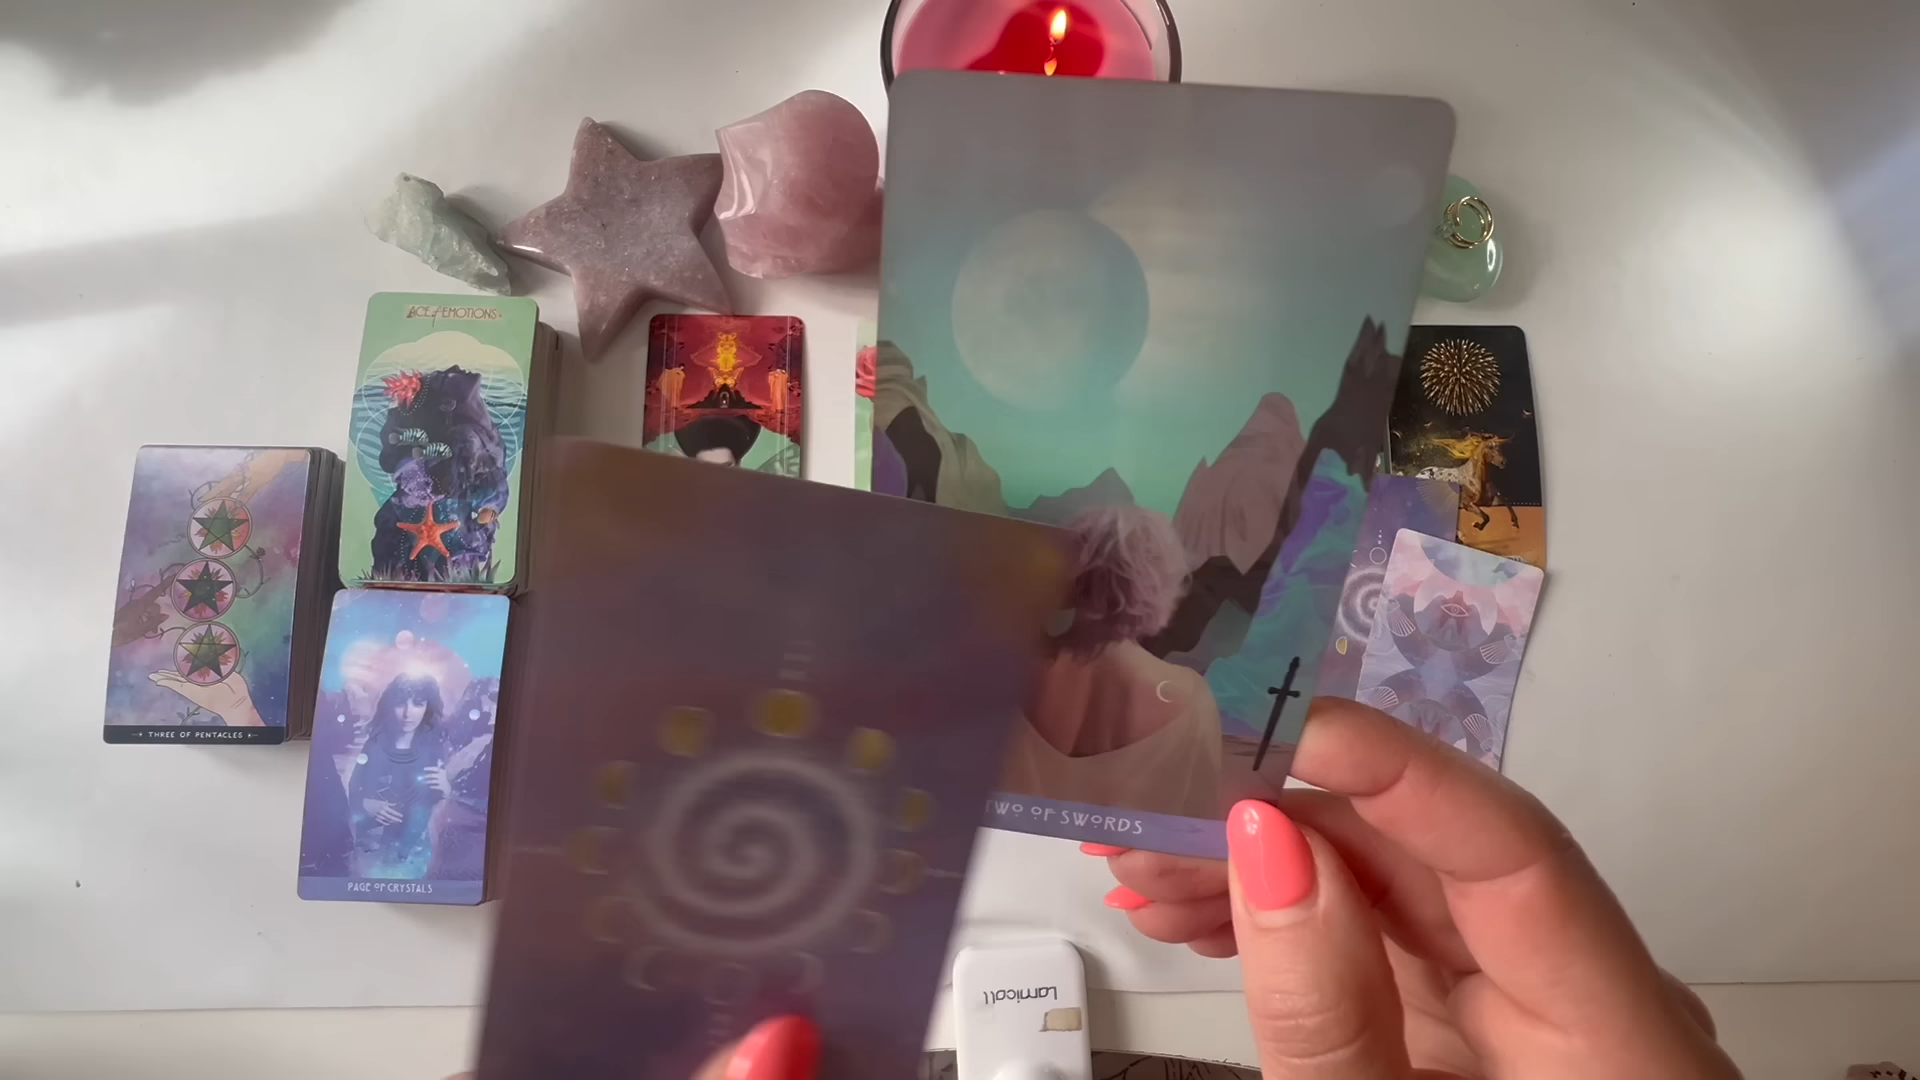 ACE of EMOTIONS
THREE OF PENTACLES
PAGE OF CRYSTALS
TWO OF SWORDS
Lamicall